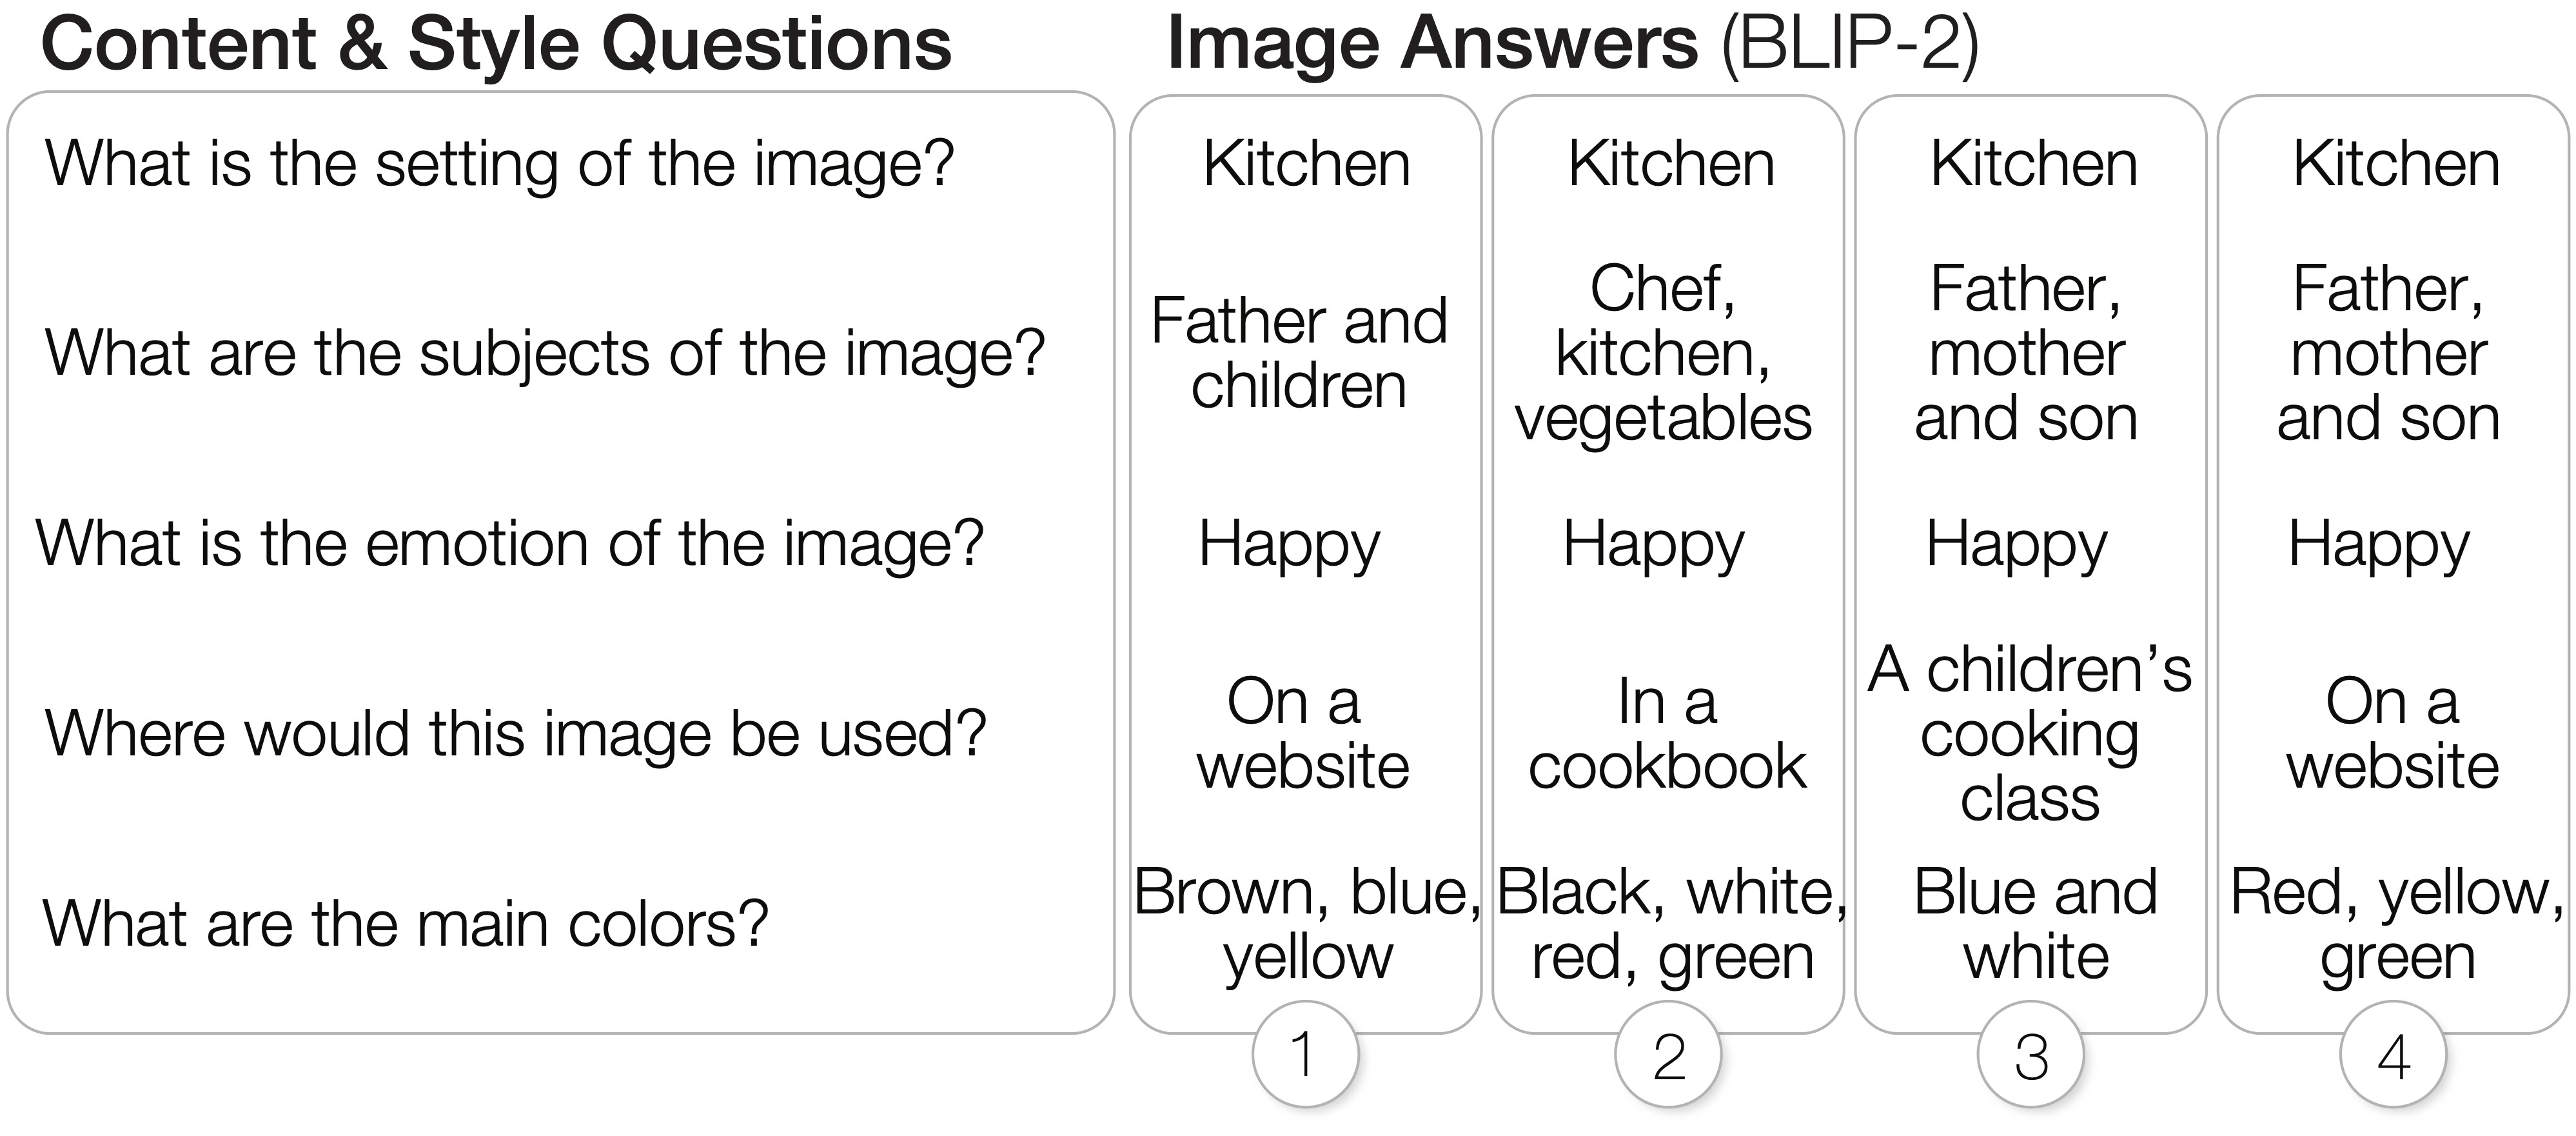 Content & Style Questions
Image Answers (BLIP-2)
What is the setting of the image?
Kitchen
Kitchen
Kitchen
Kitchen
What are the subjects of the image?
Father and
children
Chef,
kitchen,
vegetables
Father,
mother
and son
Father,
mother
and son
What is the emotion of the image?
Happy
Happy
Happy
Happy
Where would this image be used?
On a
website
In a
cookbook
A children’s
cooking
class
On a
website
What are the main colors?
Brown, blue,
yellow
Black, white,
red, green
Blue and
white
Red, yellow,
green
1
2
3
4